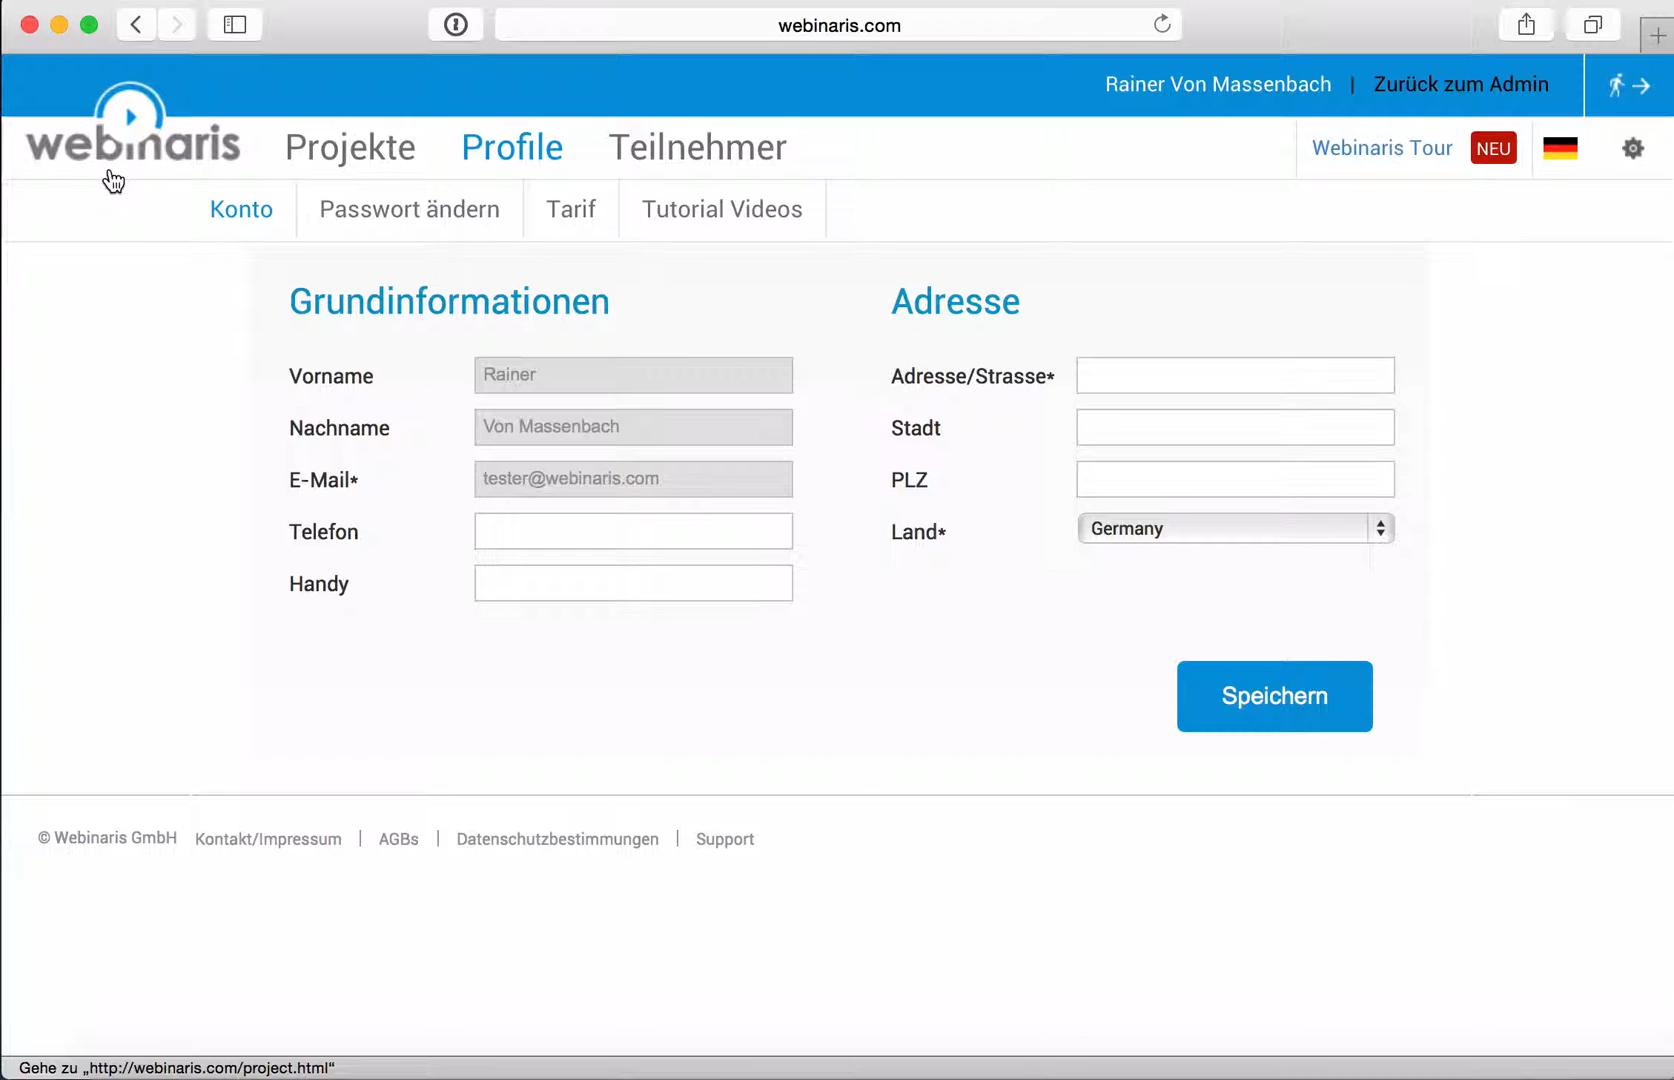 webinaris.com
Rainer Von Massenbach | Zurück zum Admin
webinaris Projekte Profile Teilnehmer Webinaris Tour NEU
Konto Passwort ändern Tarif Tutorial Videos
Grundinformationen
Vorname Rainer
Nachname Von Massenbach
E-Mail* tester@webinaris.com
Telefon
Handy
Adresse
Adresse/Strasse*
Stadt
PLZ
Land* Germany
Speichern
© Webinaris GmbH Kontakt/Impressum | AGBs | Datenschutzbestimmungen | Support
Gehe zu „http://webinaris.com/project.html“